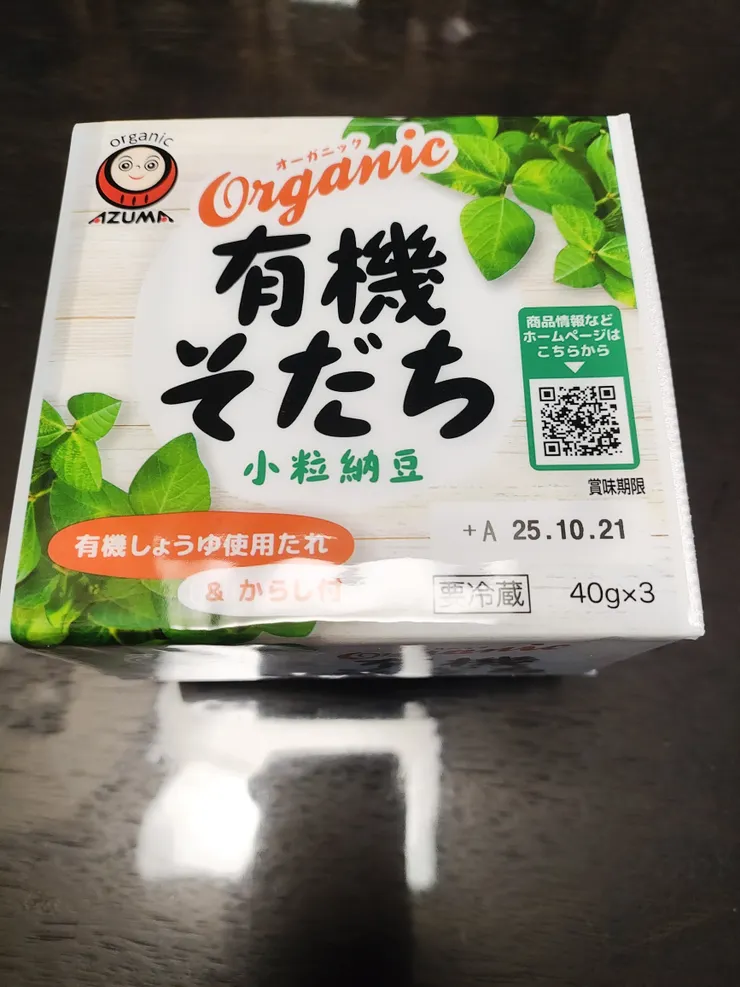 organic
AZUMA
オーガニック
Organic
有機
そだち
小粒納豆
商品情報など
ホームページは
こちらから
賞味期限
+A 25.10.21
有機しょうゆ使用たれ
& からし付
要冷蔵
40g×3
Organic
有機